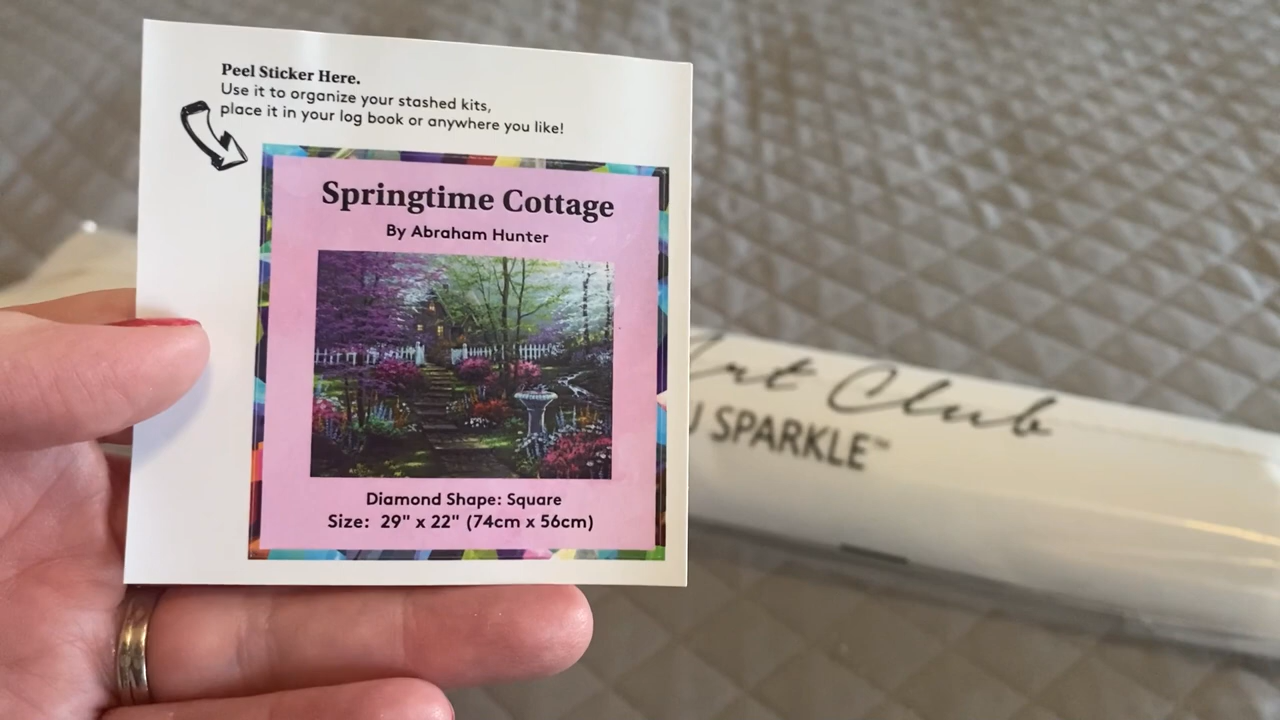 Peel Sticker Here.
Use it to organize your stashed kits,
place it in your log book or anywhere you like!
Springtime Cottage
By Abraham Hunter
Diamond Shape: Square
Size: 29" x 22" (74cm x 56cm)
Art Club
SPARKLE™